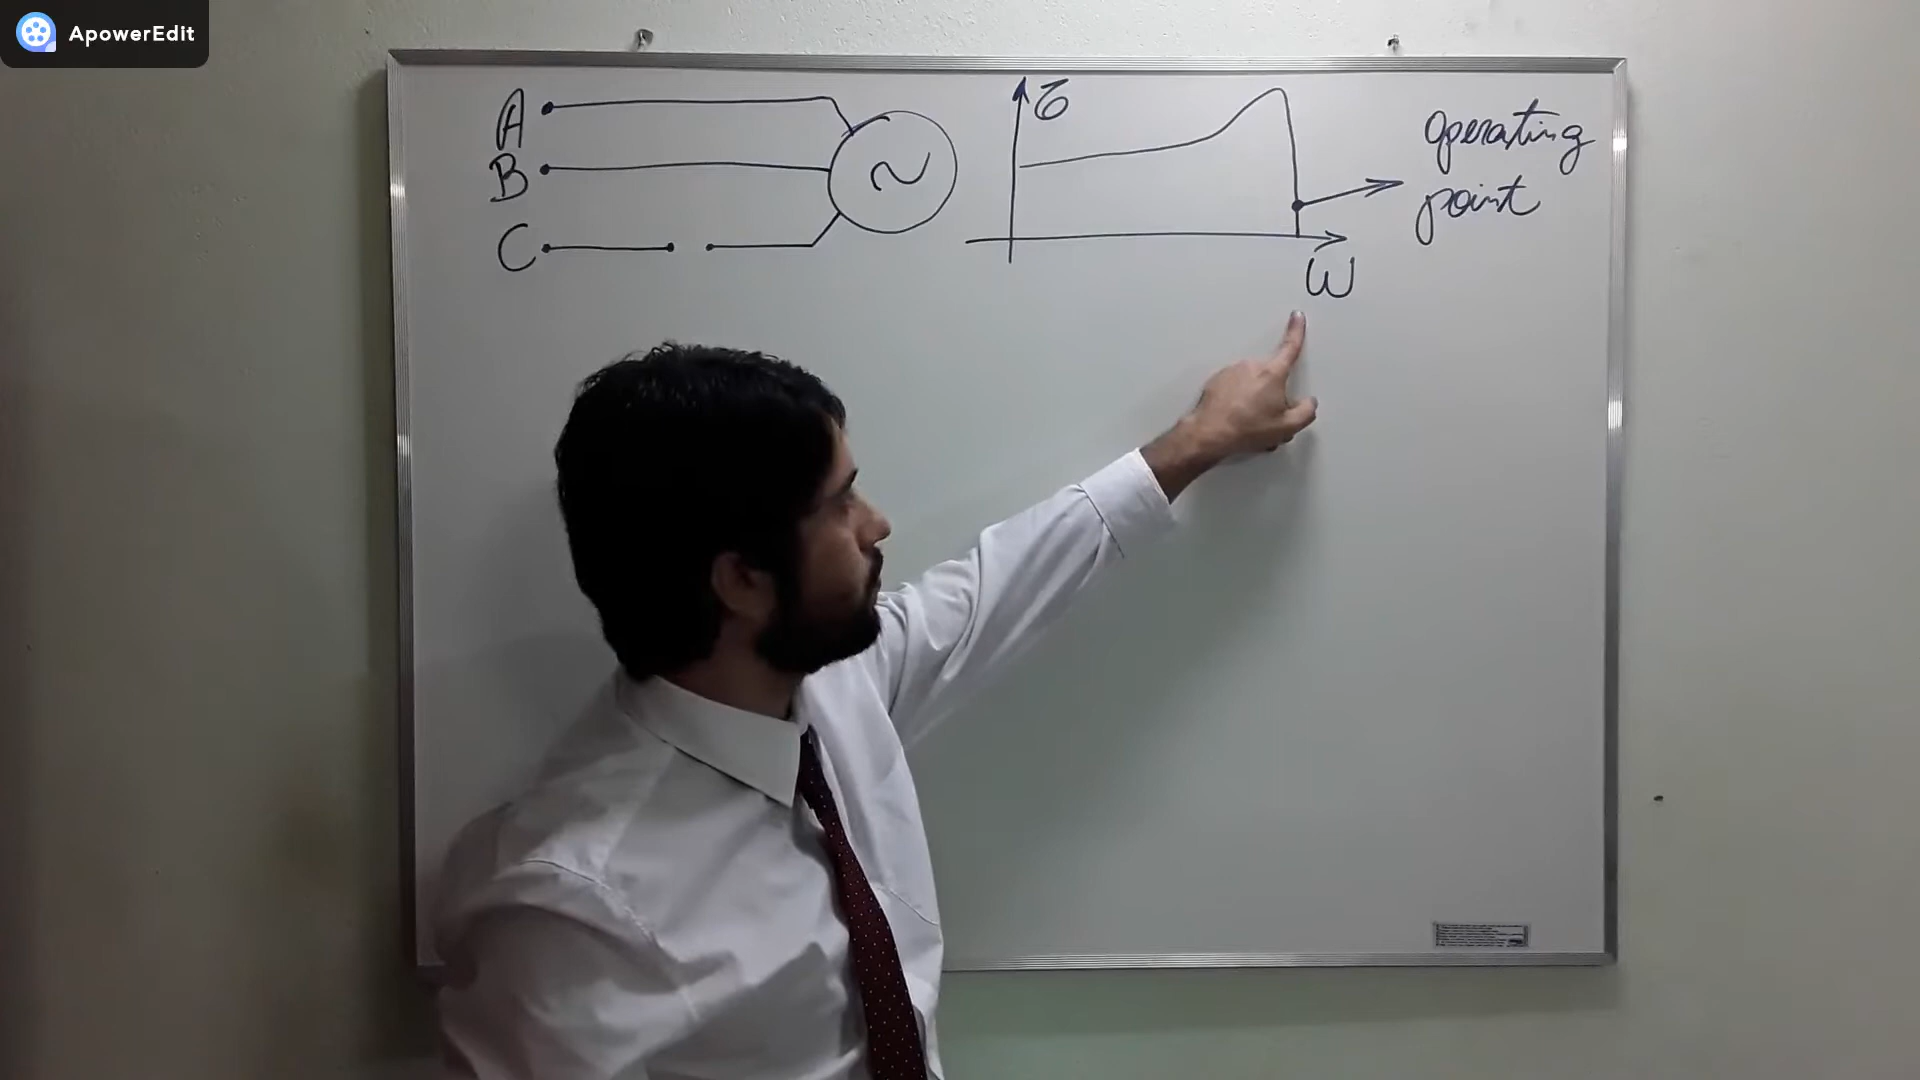 ApowerEdit
A
B
C
~
τ
ω
operating
point